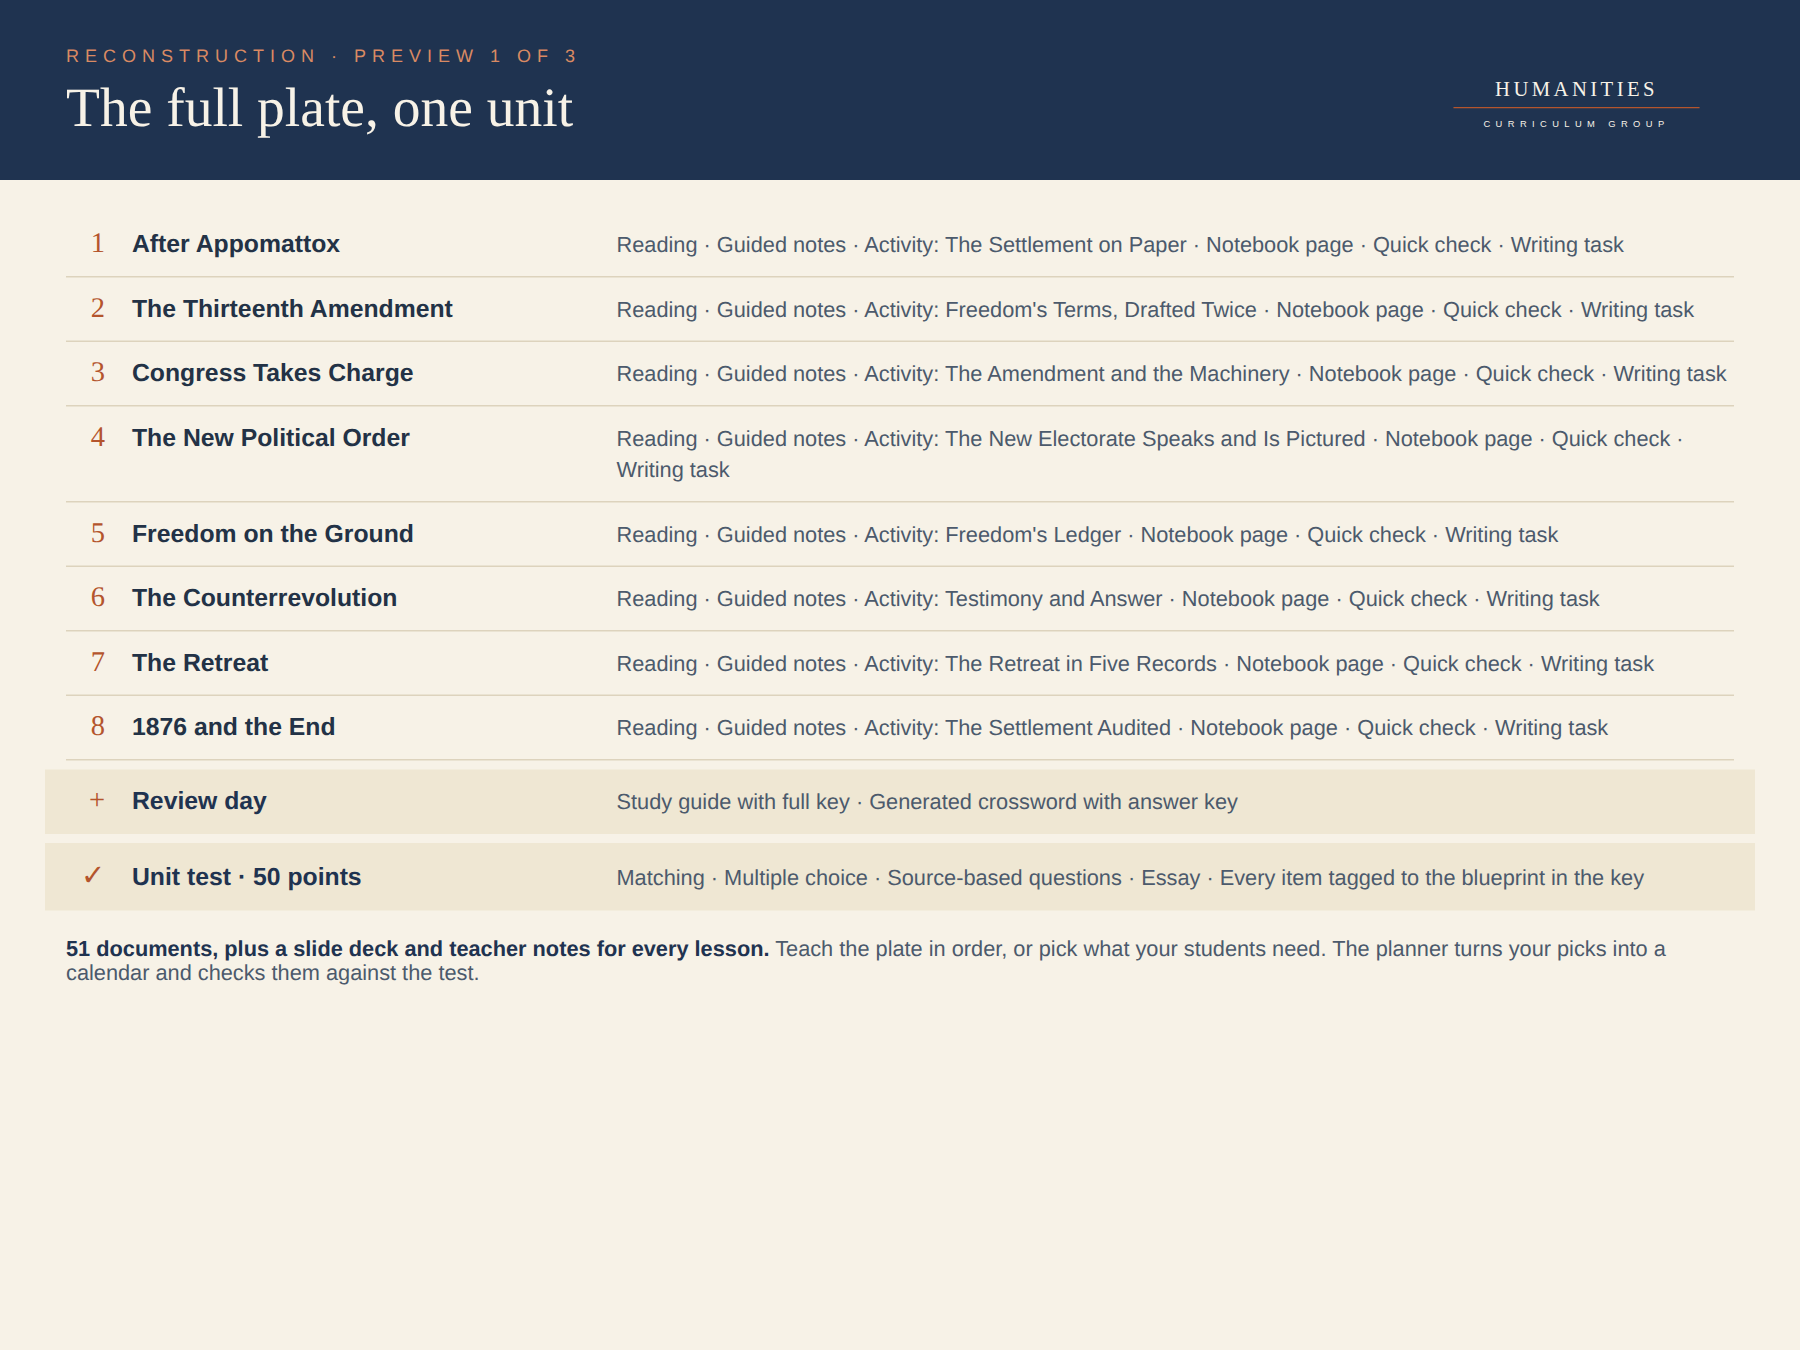 RECONSTRUCTION · PREVIEW 1 OF 3
The full plate, one unit
HUMANITIES
CURRICULUM GROUP
1 After Appomattox Reading · Guided notes · Activity: The Settlement on Paper · Notebook page · Quick check · Writing task
2 The Thirteenth Amendment Reading · Guided notes · Activity: Freedom's Terms, Drafted Twice · Notebook page · Quick check · Writing task
3 Congress Takes Charge Reading · Guided notes · Activity: The Amendment and the Machinery · Notebook page · Quick check · Writing task
4 The New Political Order Reading · Guided notes · Activity: The New Electorate Speaks and Is Pictured · Notebook page · Quick check ·
Writing task
5 Freedom on the Ground Reading · Guided notes · Activity: Freedom's Ledger · Notebook page · Quick check · Writing task
6 The Counterrevolution Reading · Guided notes · Activity: Testimony and Answer · Notebook page · Quick check · Writing task
7 The Retreat Reading · Guided notes · Activity: The Retreat in Five Records · Notebook page · Quick check · Writing task
8 1876 and the End Reading · Guided notes · Activity: The Settlement Audited · Notebook page · Quick check · Writing task
+ Review day Study guide with full key · Generated crossword with answer key
✓ Unit test · 50 points Matching · Multiple choice · Source-based questions · Essay · Every item tagged to the blueprint in the key
51 documents, plus a slide deck and teacher notes for every lesson. Teach the plate in order, or pick what your students need. The planner turns your picks into a
calendar and checks them against the test.